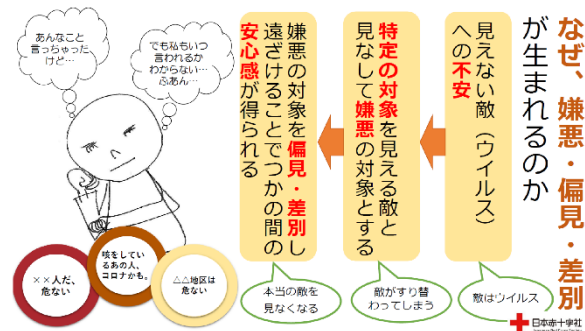 なぜ、嫌悪・偏見・差別
が生まれるのか
見えない敵（ウイルス）
への不安
特定の対象を見える敵と
見なして嫌悪の対象とする
嫌悪の対象を偏見・差別し
遠ざけることでつかの間の
安心感が得られる
敵はウイルス
敵がすり替
わってしまう
本当の敵を
見なくなる
あんなこと
言っちゃった
けど…
でも私もいつ
言われるか
わからない…
ふあん…
××人だ、
危ない
咳をしてい
るあの人、
コロナかも。
△△地区は
危ない
日本赤十字社